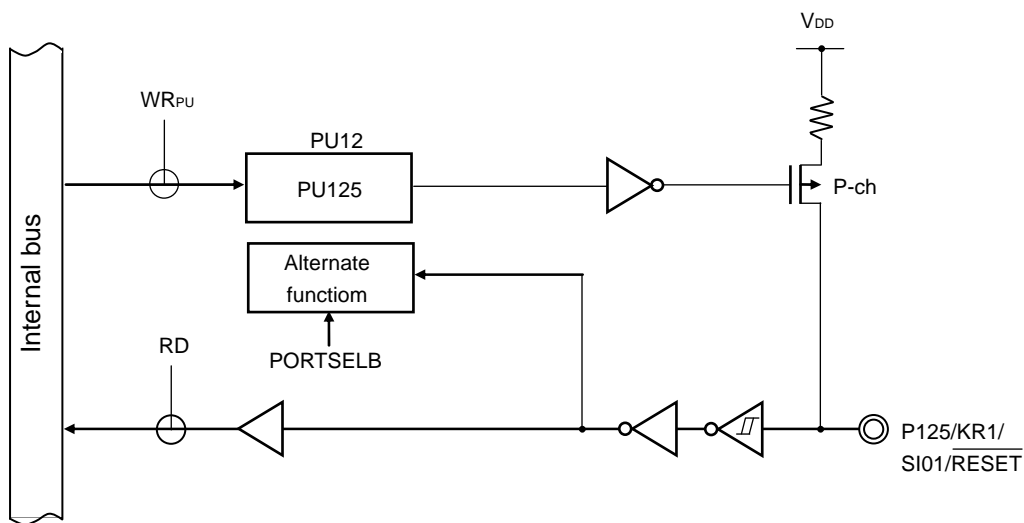 VDD
WRPU
PU12
PU125
P-ch
Internal bus
Alternate
functiom
RD
PORTSELB
P125/KR1/
SI01/RESET